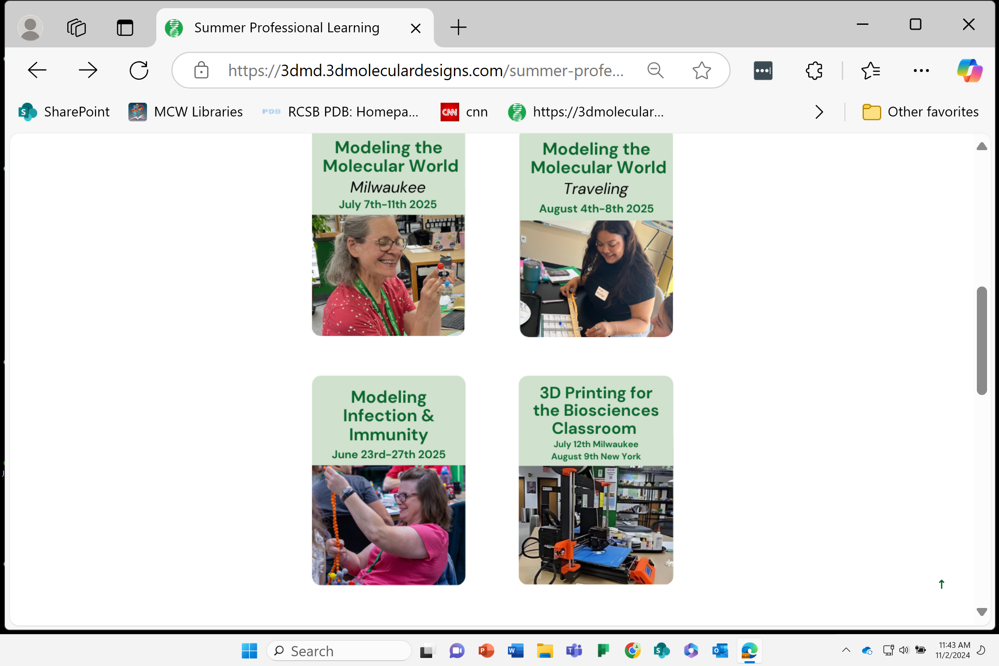 Summer Professional Learning
https://3dmd.3dmoleculardesigns.com/summer-profe...
SharePoint
MCW Libraries
PDB
RCSB PDB: Homepa...
CNN
cnn
https://3dmolecular...
Other favorites
Modeling the
Molecular World
Milwaukee
July 7th-11th 2025
Modeling the
Molecular World
Traveling
August 4th-8th 2025
Modeling
Infection &
Immunity
June 23rd-27th 2025
3D Printing for
the Biosciences
Classroom
July 12th Milwaukee
August 9th New York
Search
11:43 AM
11/2/2024